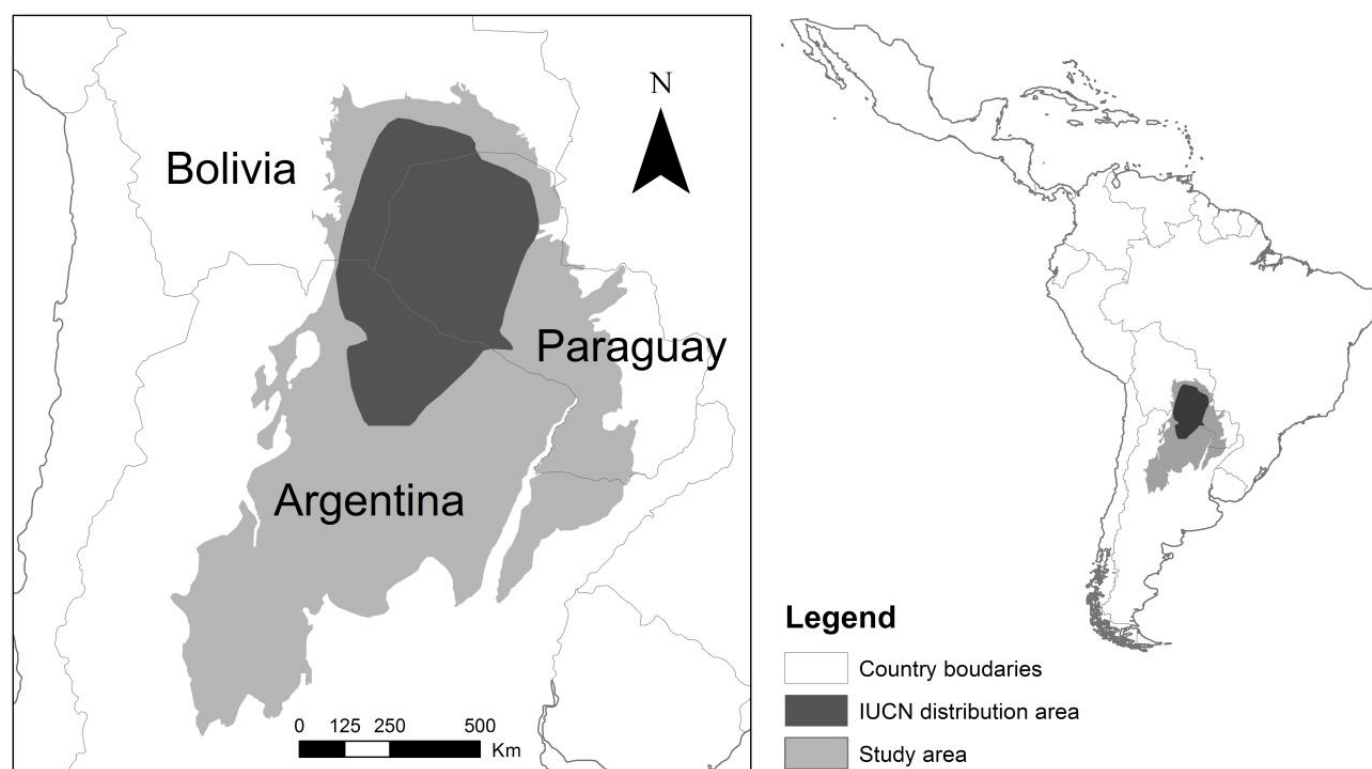 N
Bolivia
Paraguay
Argentina
0 125 250 500
Km
Legend
Country boudaries
IUCN distribution area
Study area